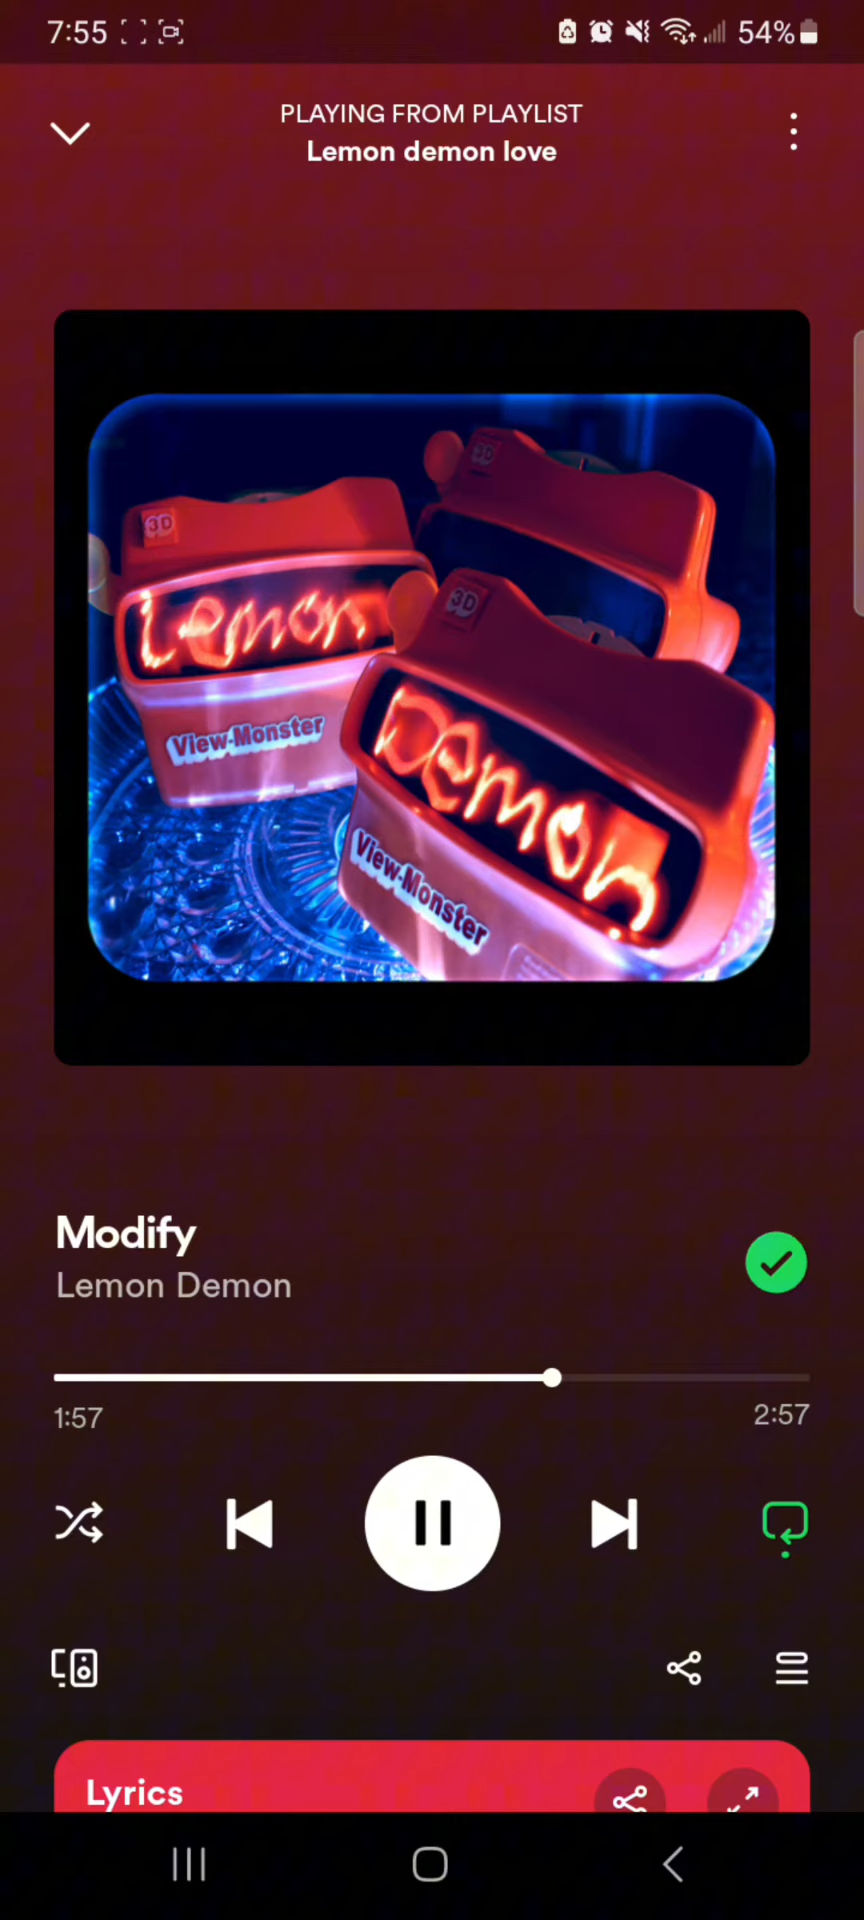 7:55 54%
PLAYING FROM PLAYLIST
Lemon demon love
3D
3D
3D
Lemon
View-Monster
Demon
View-Monster
Modify
Lemon Demon
1:57 2:57
Lyrics